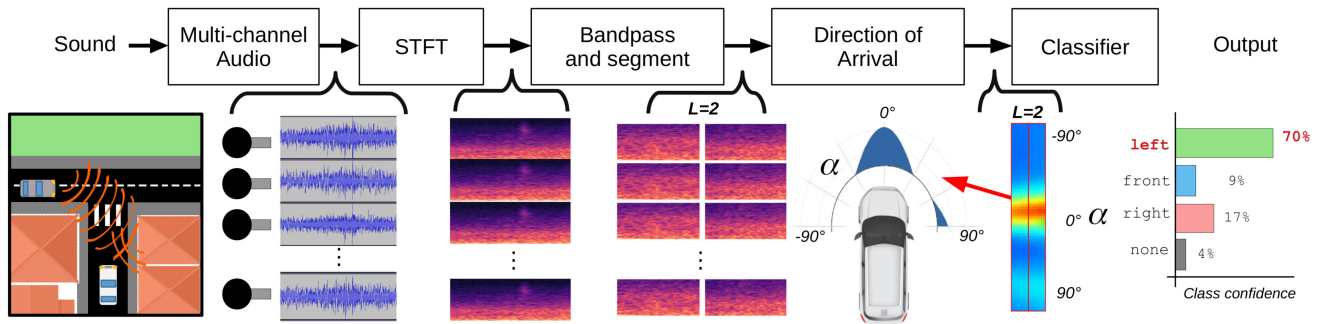 Sound
Multi-channel
Audio
STFT
Bandpass
and segment
Direction of
Arrival
Classifier
Output
L=2
0°
α
-90°
90°
L=2
-90°
0°
α
90°
left
70%
front
9%
right
17%
none
4%
Class confidence